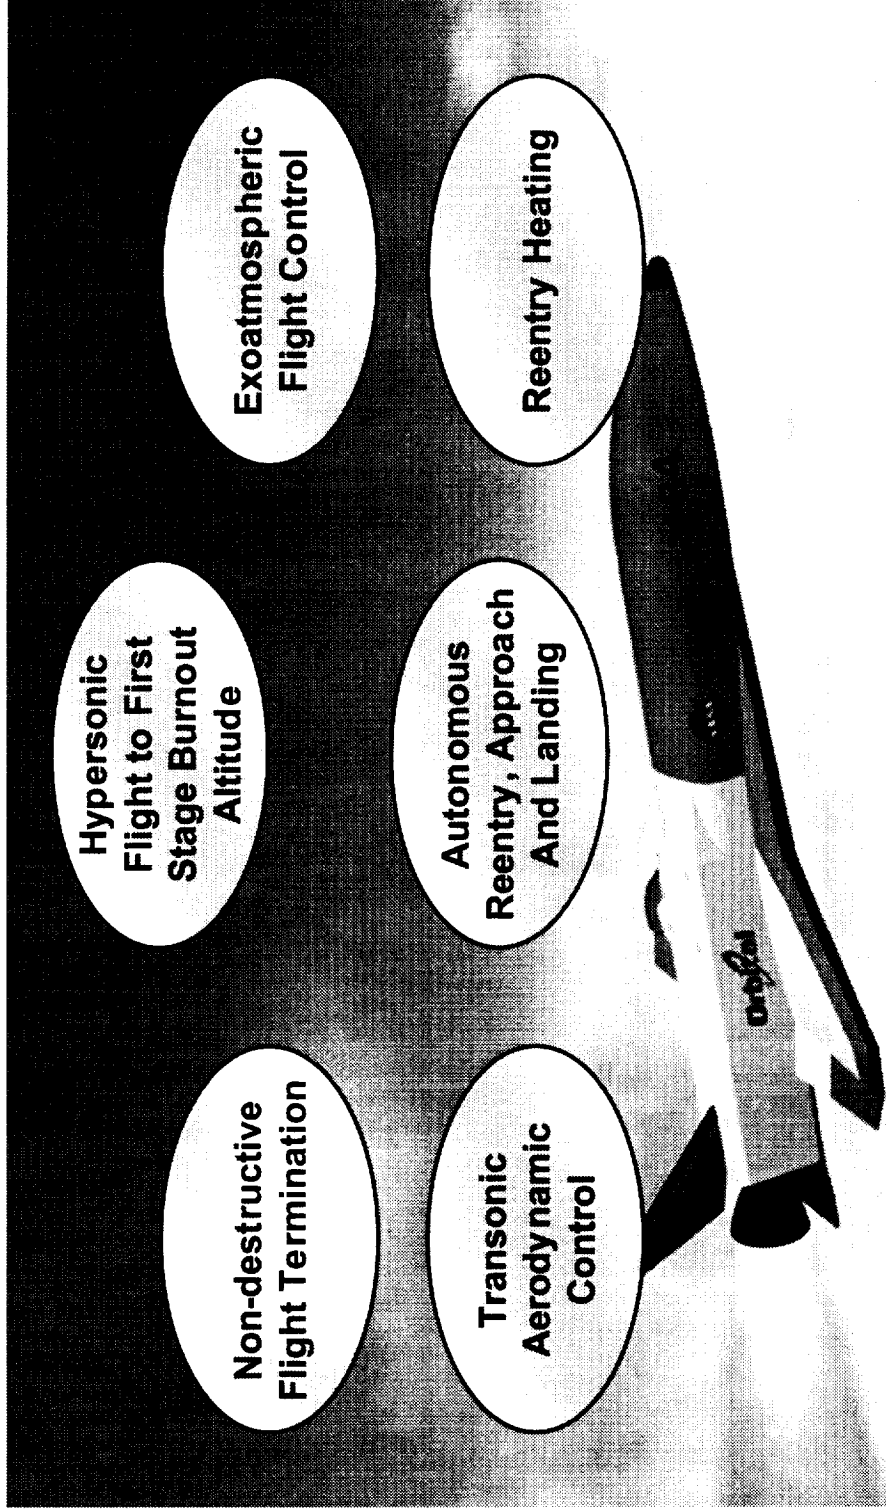 Non-destructive
Flight Termination
Hypersonic
Flight to First
Stage Burnout
Altitude
Exoatmospheric
Flight Control
Transonic
Aerodynamic
Control
Autonomous
Reentry, Approach
And Landing
Reentry Heating
Orbital